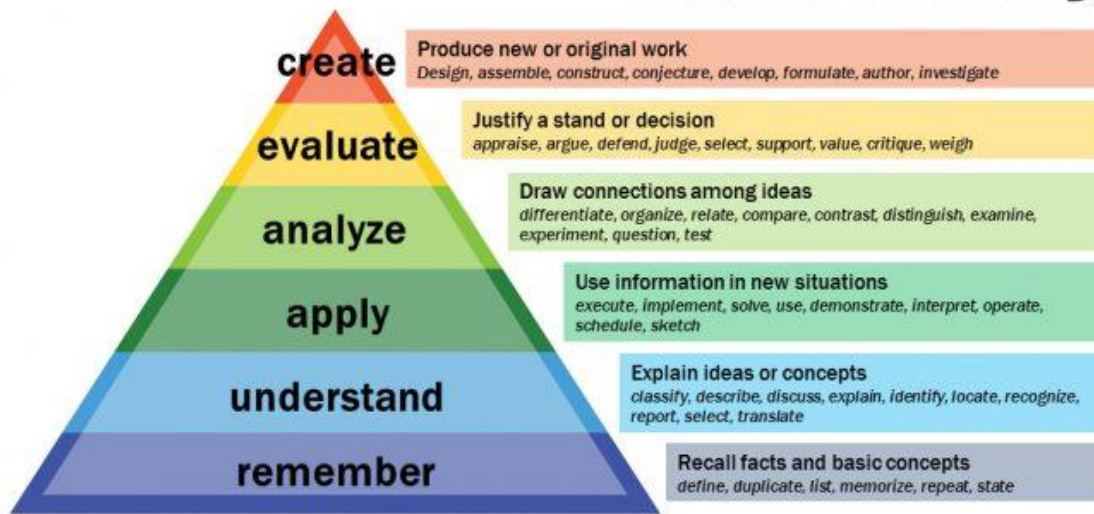 create
Produce new or original work
Design, assemble, construct, conjecture, develop, formulate, author, investigate
evaluate
Justify a stand or decision
appraise, argue, defend, judge, select, support, value, critique, weigh
analyze
Draw connections among ideas
differentiate, organize, relate, compare, contrast, distinguish, examine,
experiment, question, test
apply
Use information in new situations
execute, implement, solve, use, demonstrate, interpret, operate,
schedule, sketch
understand
Explain ideas or concepts
classify, describe, discuss, explain, identify, locate, recognize,
report, select, translate
remember
Recall facts and basic concepts
define, duplicate, list, memorize, repeat, state